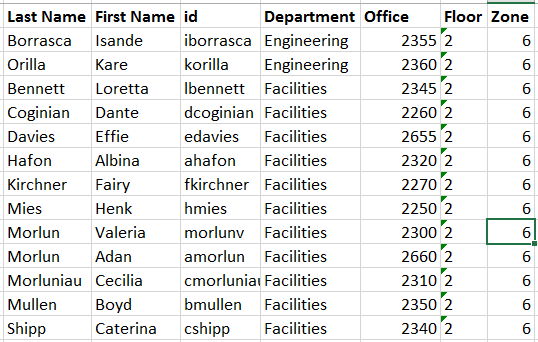 Last Name First Name id Department Office Floor Zone
Borrasca Isande iborrasca Engineering 2355 2 6
Orilla Kare korilla Engineering 2360 2 6
Bennett Loretta lbennett Facilities 2345 2 6
Coginian Dante dcoginian Facilities 2260 2 6
Davies Effie edavies Facilities 2655 2 6
Hafon Albina ahafon Facilities 2320 2 6
Kirchner Fairy fkirchner Facilities 2270 2 6
Mies Henk hmies Facilities 2250 2 6
Morlun Valeria morlunv Facilities 2300 2 6
Morlun Adan amorlun Facilities 2660 2 6
Morluniau Cecilia cmorluniau Facilities 2310 2 6
Mullen Boyd bmullen Facilities 2350 2 6
Shipp Caterina cshipp Facilities 2340 2 6